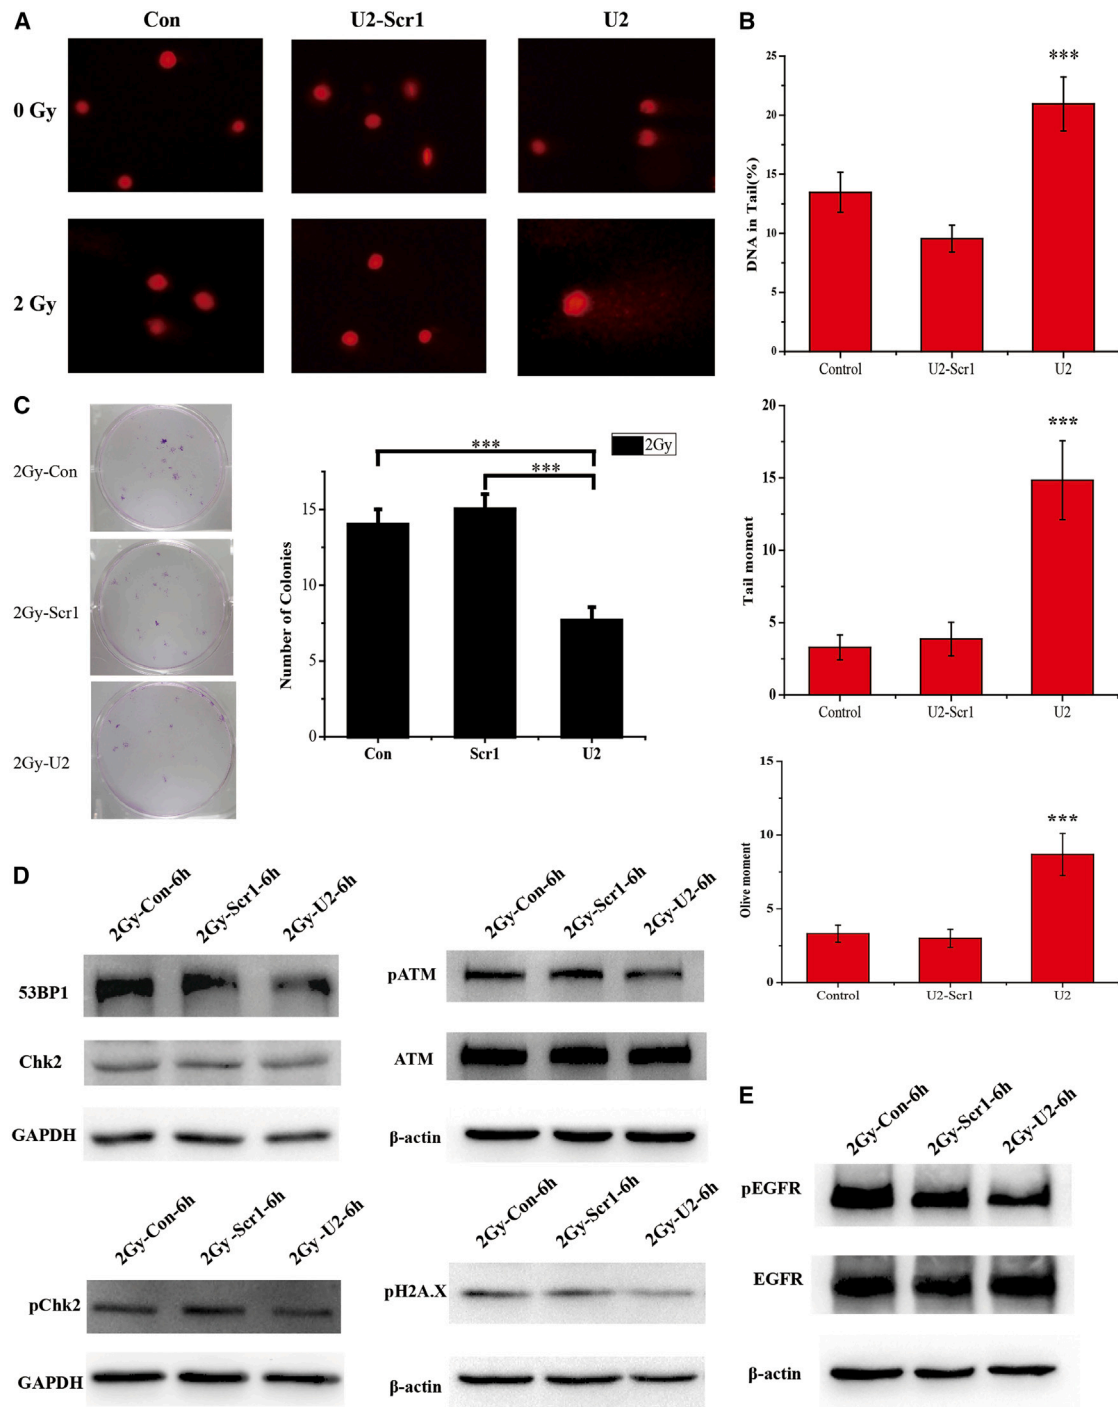 A
Con
U2-Scr1
U2
0 Gy
2 Gy
B
***
25
20
15
10
5
0
DNA in Tail(%)
Control
U2-Scr1
U2
***
20
15
10
5
0
Tail moment
Control
U2-Scr1
U2
***
15
10
5
0
Olive moment
Control
U2-Scr1
U2
C
2Gy-Con
2Gy-Scr1
2Gy-U2
2Gy
***
***
15
10
5
0
Number of Colonies
Con
Scr1
U2
D
2Gy-Con-6h
2Gy-Scr1-6h
2Gy-U2-6h
53BP1
Chk2
GAPDH
2Gy-Con-6h
2Gy-Scr1-6h
2Gy-U2-6h
pATM
ATM
β-actin
2Gy-Con-6h
2Gy-Scr1-6h
2Gy-U2-6h
pChk2
GAPDH
2Gy-Con-6h
2Gy-Scr1-6h
2Gy-U2-6h
pH2A.X
β-actin
E
2Gy-Con-6h
2Gy-Scr1-6h
2Gy-U2-6h
pEGFR
EGFR
β-actin